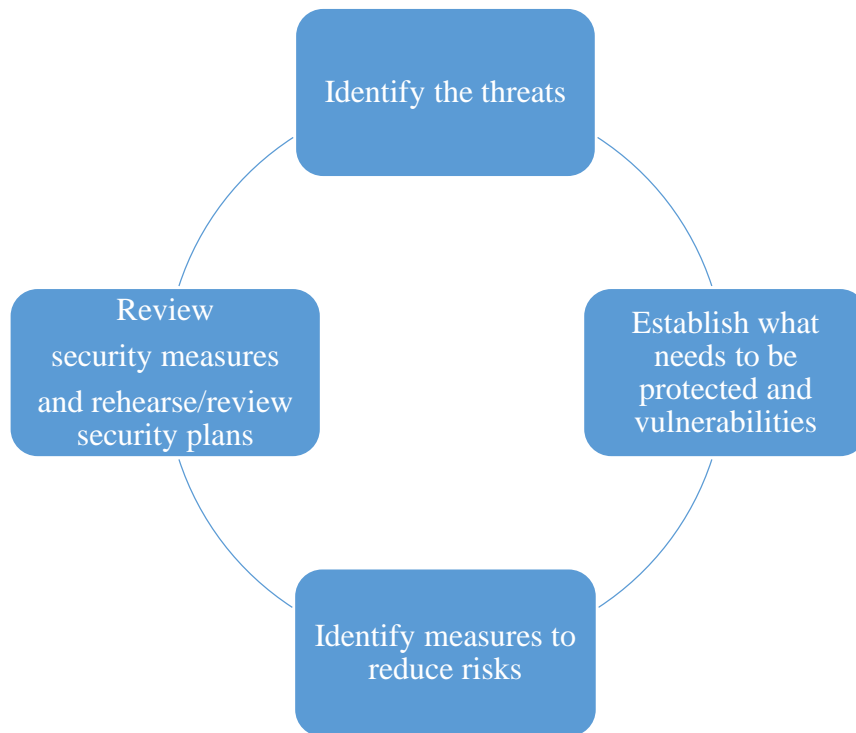 Identify the threats
Establish what
needs to be
protected and
vulnerabilities
Identify measures to
reduce risks
Review
security measures
and rehearse/review
security plans